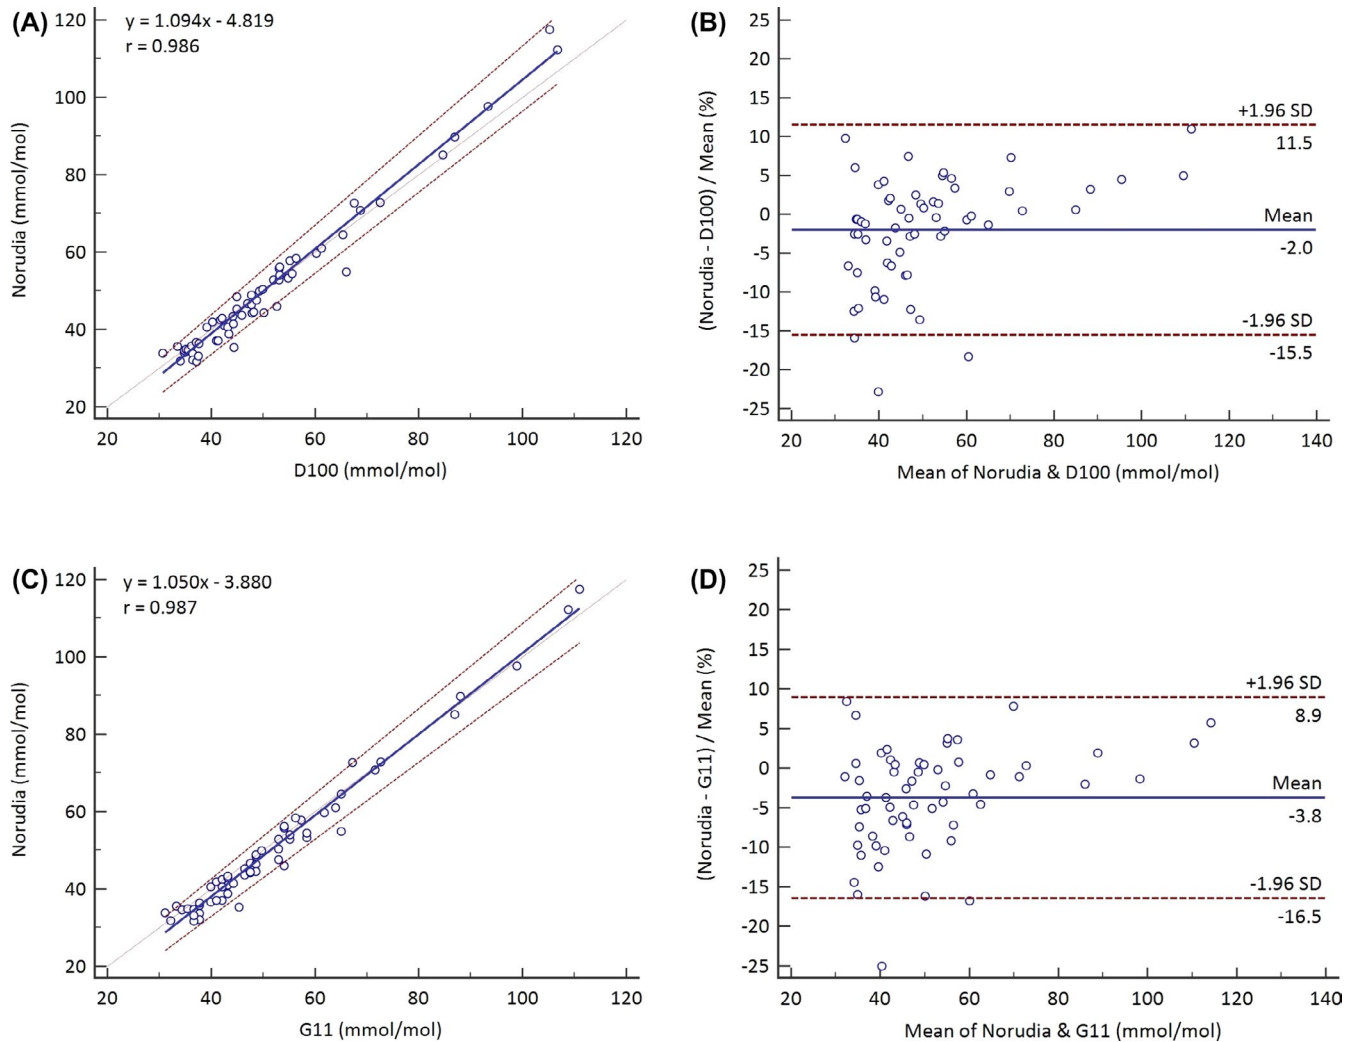 (A)
y = 1.094x - 4.819
r = 0.986
120
100
80
60
40
20
Norudia (mmol/mol)
20 40 60 80 100 120
D100 (mmol/mol)
(B)
25
20
15
10
5
0
-5
-10
-15
-20
-25
(Norudia - D100) / Mean (%)
+1.96 SD
11.5
Mean
-2.0
-1.96 SD
-15.5
20 40 60 80 100 120 140
Mean of Norudia & D100 (mmol/mol)
(C)
y = 1.050x - 3.880
r = 0.987
120
100
80
60
40
20
Norudia (mmol/mol)
20 40 60 80 100 120
G11 (mmol/mol)
(D)
25
20
15
10
5
0
-5
-10
-15
-20
-25
(Norudia - G11) / Mean (%)
+1.96 SD
8.9
Mean
-3.8
-1.96 SD
-16.5
20 40 60 80 100 120 140
Mean of Norudia & G11 (mmol/mol)